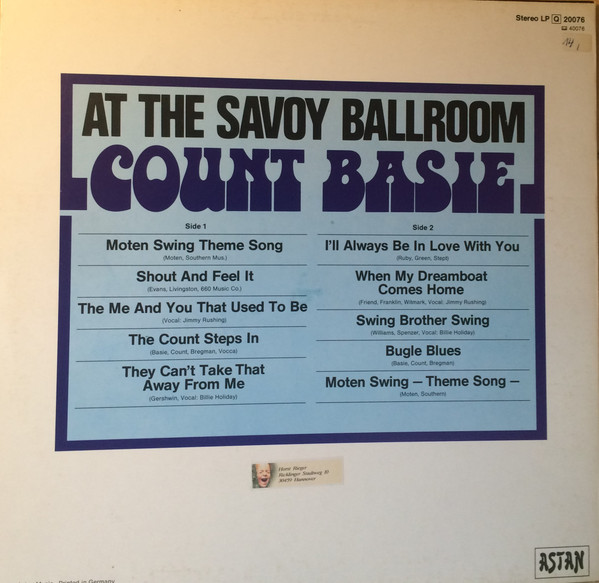 Stereo LP Q 20076
40076
AT THE SAVOY BALLROOM
COUNT BASIE
Side 1
Moten Swing Theme Song
(Moten, Southern Mus.)
Shout And Feel It
(Evans, Livingston, 660 Music Co.)
The Me And You That Used To Be
(Vocal: Jimmy Rushing)
The Count Steps In
(Basie, Count, Bregman, Vocca)
They Can't Take That
Away From Me
(Gershwin, Vocal: Billie Holiday)
Side 2
I'll Always Be In Love With You
(Ruby, Green, Stept)
When My Dreamboat
Comes Home
(Friend, Franklin, Witmark, Vocal: Jimmy Rushing)
Swing Brother Swing
(Williams, Spencer, Vocal: Billie Holiday)
Bugle Blues
(Basie, Count, Bregman)
Moten Swing — Theme Song —
(Moten, Southern)
30459 Hannover
Printed in Germany
ASTAN